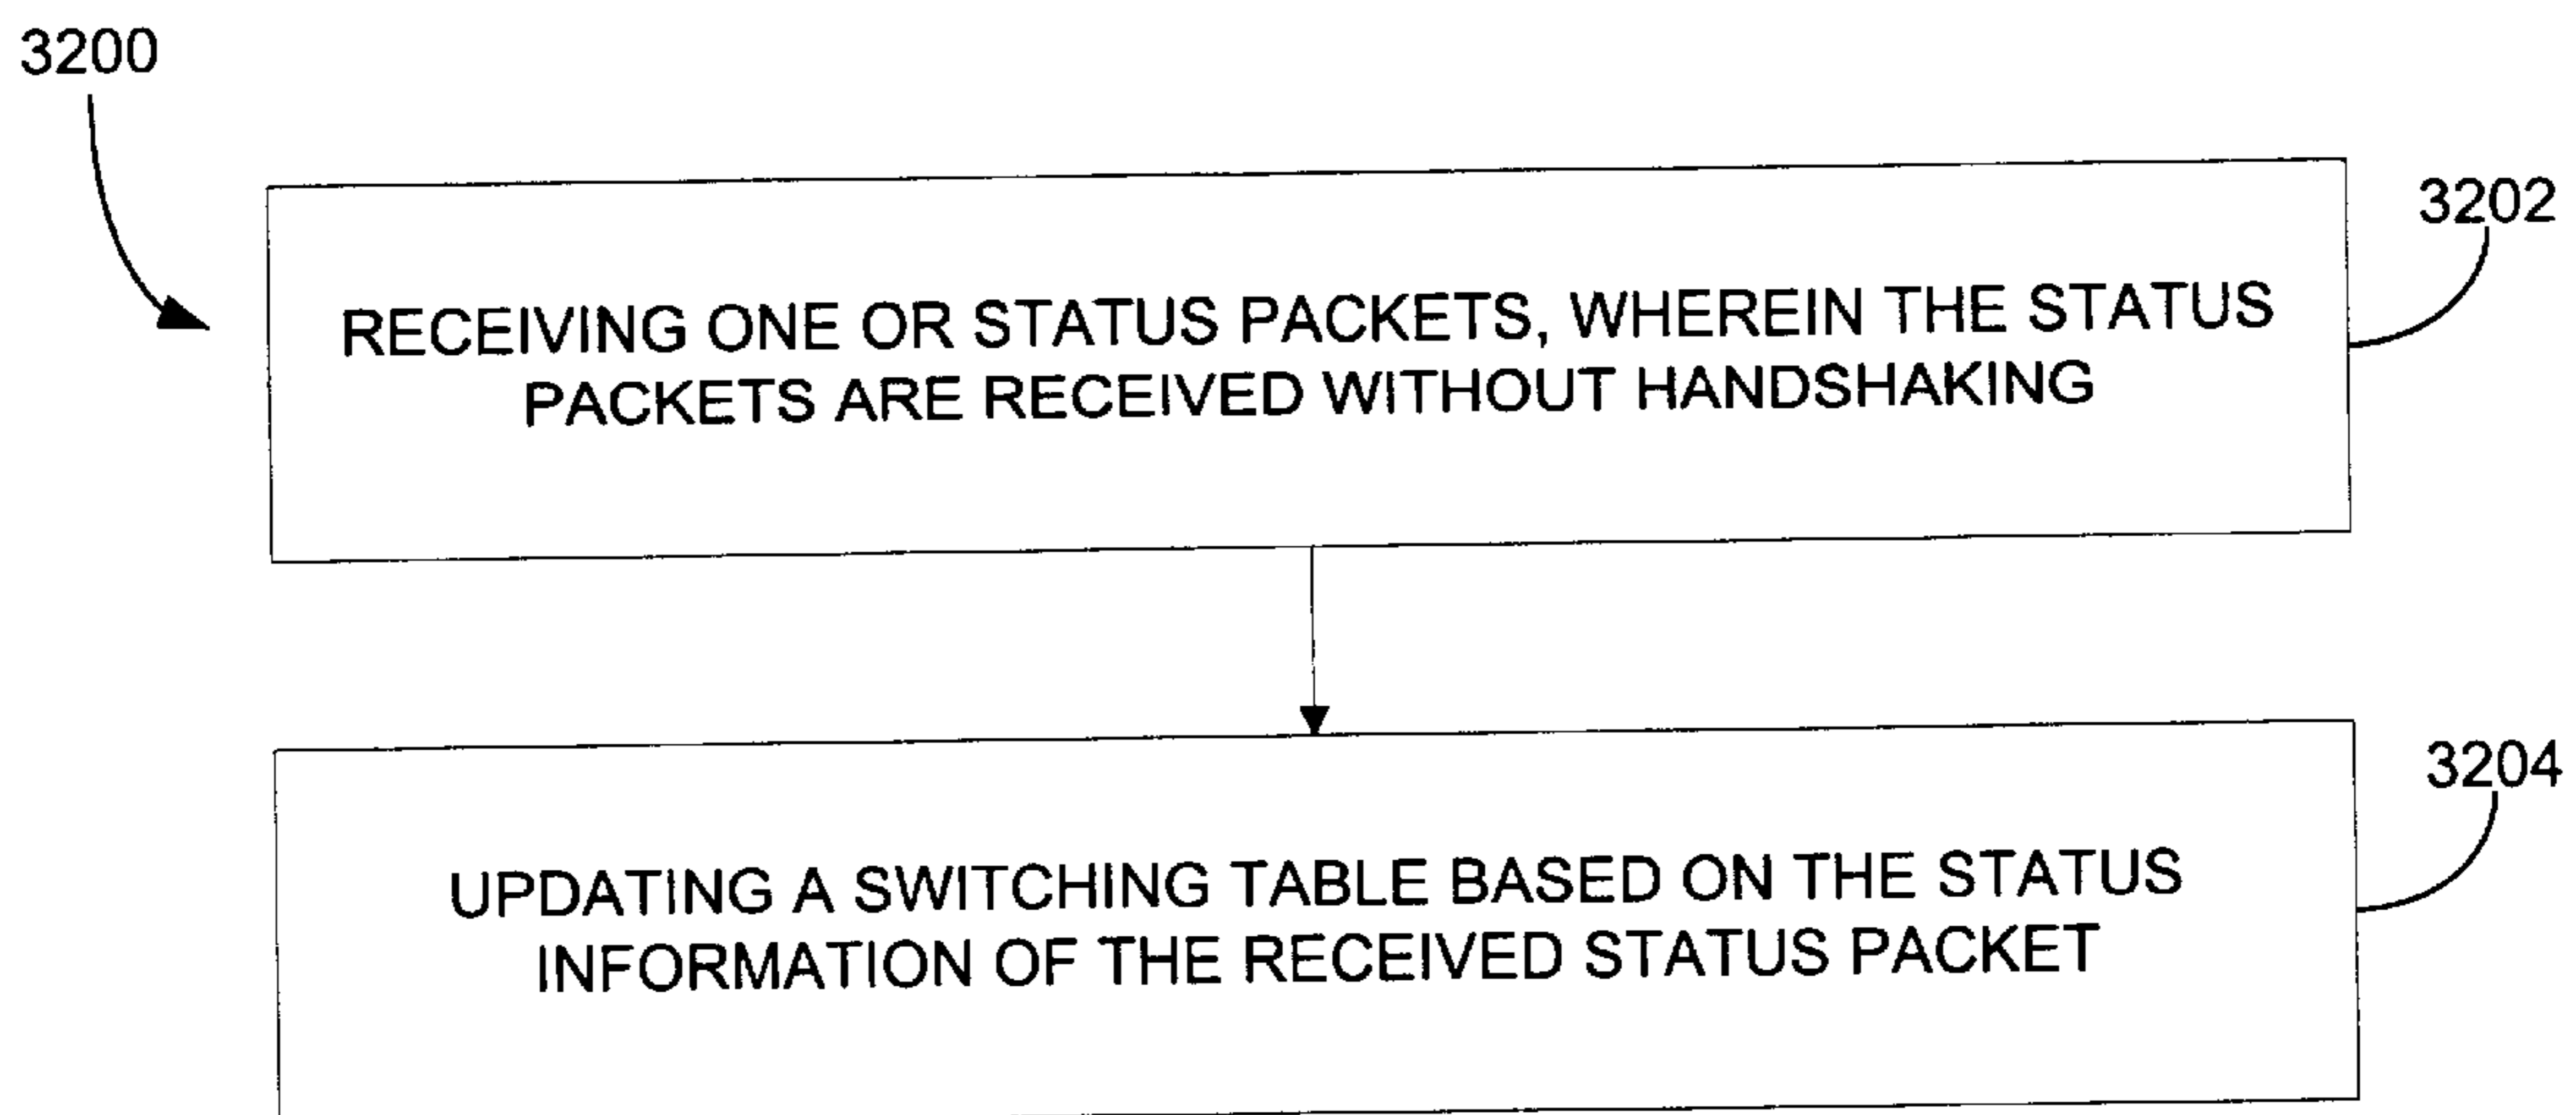 3200
3202
RECEIVING ONE OR STATUS PACKETS, WHEREIN THE STATUS
PACKETS ARE RECEIVED WITHOUT HANDSHAKING
3204
UPDATING A SWITCHING TABLE BASED ON THE STATUS
INFORMATION OF THE RECEIVED STATUS PACKET